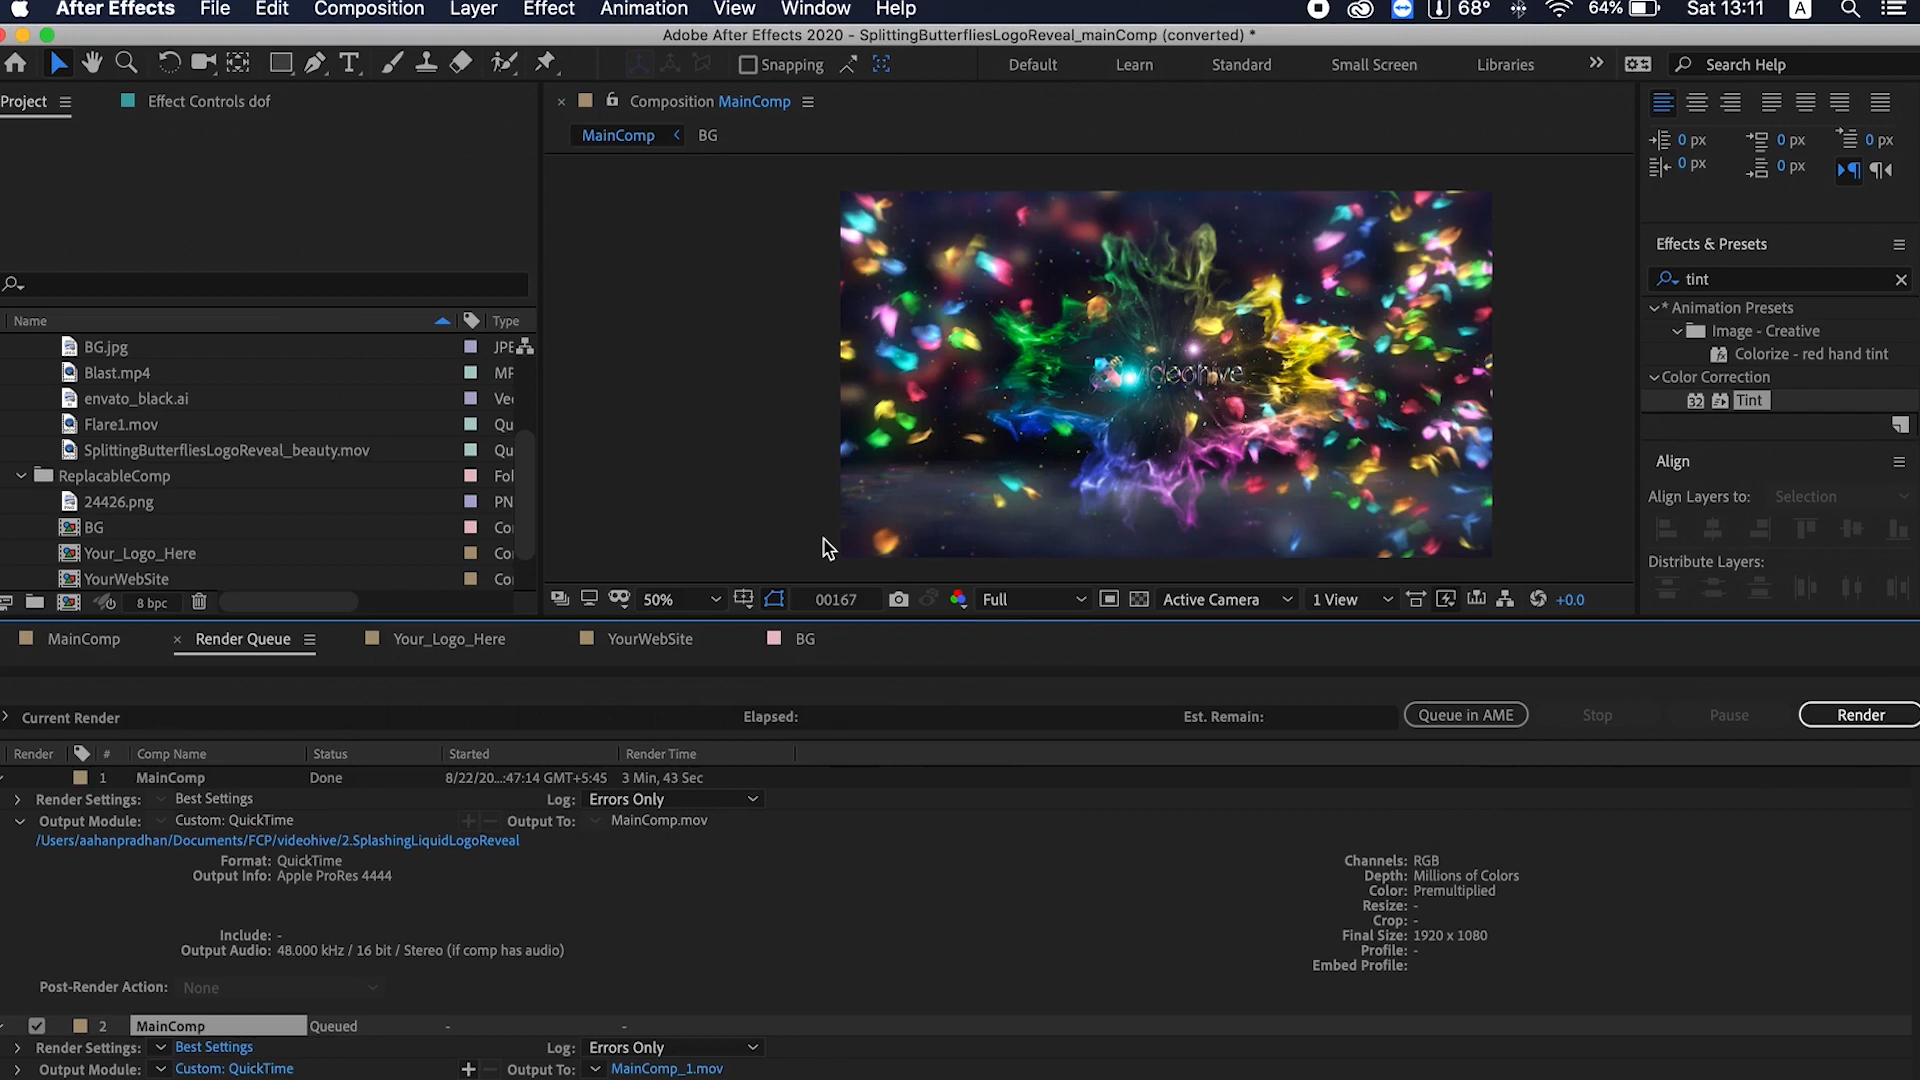 After Effects File Edit Composition Layer Effect Animation View Window Help 68° 64% Sat 13:11 A
Adobe After Effects 2020 - SplittingButterfliesLogoReveal_mainComp (converted) *
Snapping Default Learn Standard Small Screen Libraries Search Help
Project Effect Controls dof Composition MainComp
MainComp BG
0 px 0 px 0 px
0 px 0 px
Effects & Presets
tint
* Animation Presets
Image - Creative
Colorize - red hand tint
Color Correction
32 Tint
Align
Align Layers to: Selection
Distribute Layers:
Name Type
BG.jpg JPE
Blast.mp4 MP
envato_black.ai Vec
Flare1.mov Qu
SplittingButterfliesLogoReveal_beauty.mov Qu
ReplacableComp Fol
24426.png PN
BG Co
Your_Logo_Here Co
YourWebSite Co
8 bpc
videohive
50% 00167 Full Active Camera 1 View +0.0
MainComp Render Queue Your_Logo_Here YourWebSite BG
Current Render Elapsed: Est. Remain: Queue in AME Stop Pause Render
Render # Comp Name Status Started Render Time
1 MainComp Done 8/22/20...:47:14 GMT+5:45 3 Min, 43 Sec
Render Settings: Best Settings Log: Errors Only
Output Module: Custom: QuickTime Output To: MainComp.mov
/Users/aahanpradhan/Documents/FCP/videohive/2.SplashingLiquidLogoReveal
Format: QuickTime
Output Info: Apple ProRes 4444
Include: -
Output Audio: 48.000 kHz / 16 bit / Stereo (if comp has audio)
Channels: RGB
Depth: Millions of Colors
Color: Premultiplied
Resize: -
Crop: -
Final Size: 1920 x 1080
Profile: -
Embed Profile:
Post-Render Action: None
2 MainComp Queued - -
Render Settings: Best Settings Log: Errors Only
Output Module: Custom: QuickTime Output To: MainComp_1.mov